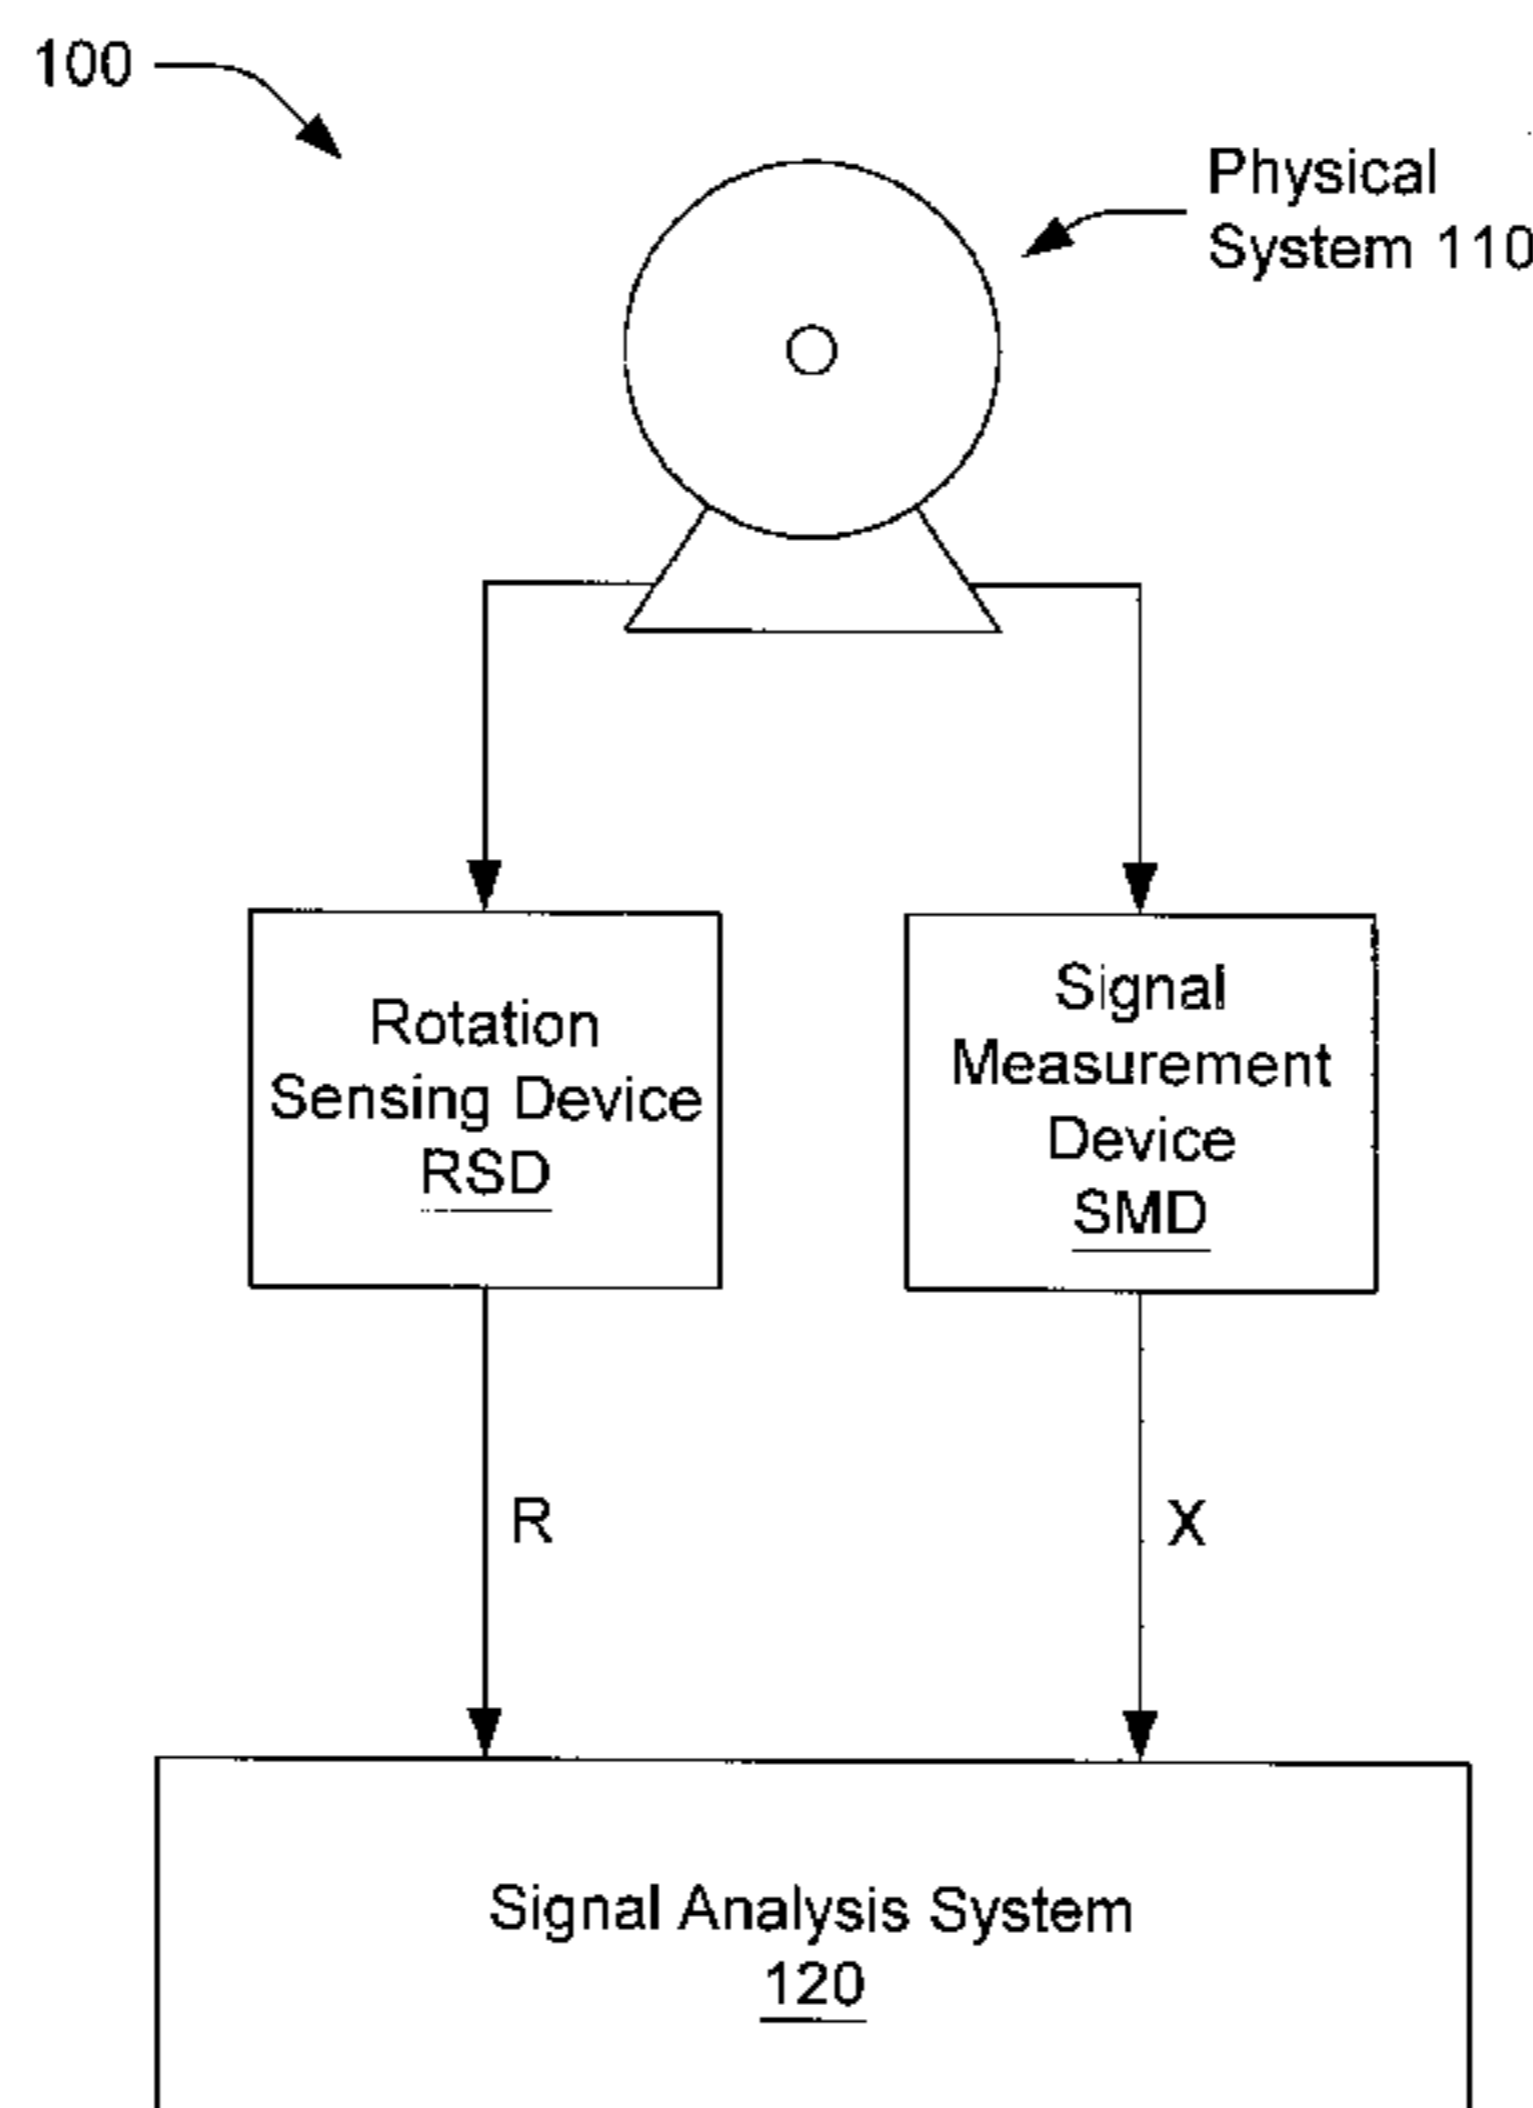 100
Physical
System 110
Rotation
Sensing Device
RSD
Signal
Measurement
Device
SMD
R
X
Signal Analysis System
120